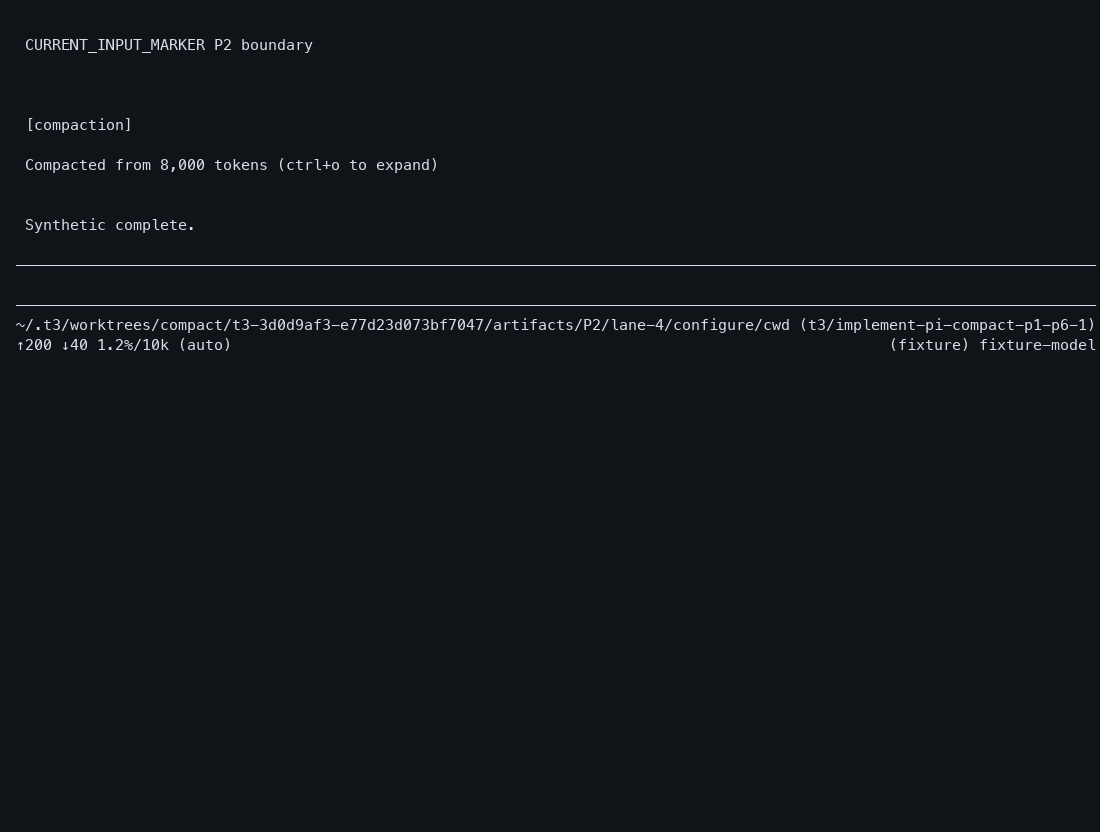 CURRENT_INPUT_MARKER P2 boundary
[compaction]
Compacted from 8,000 tokens (ctrl+o to expand)
Synthetic complete.
~/.t3/worktrees/compact/t3-3d0d9af3-e77d23d073bf7047/artifacts/P2/lane-4/configure/cwd (t3/implement-pi-compact-p1-p6-1)
↑200 ↓40 1.2%/10k (auto) (fixture) fixture-model